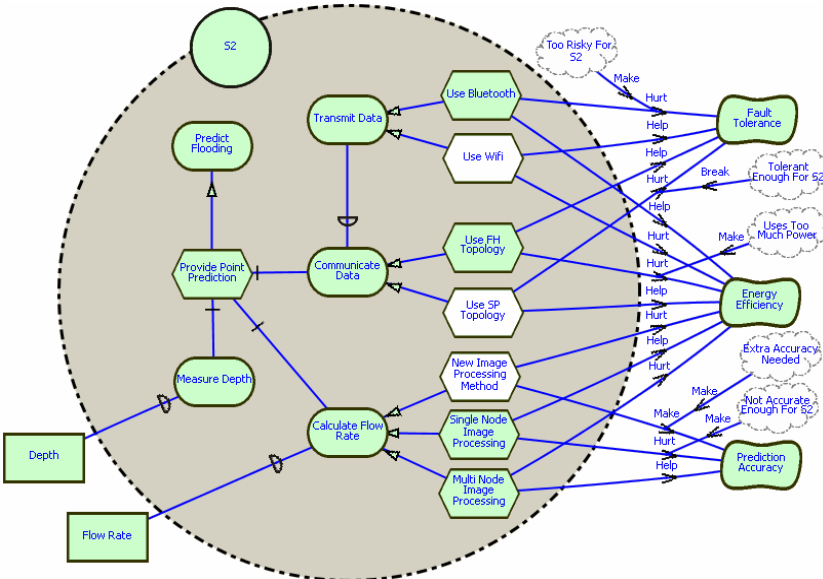 S2
Too Risky For
S2
Make
Hurt
Use Bluetooth
Fault
Tolerance
Transmit Data
Predict
Flooding
Help
Use Wifi
Help
Tolerant
Enough For S2
Hurt
Break
Help
Uses Too
Much Power
Use FH
Topology
Hurt
Make
Provide Point
Prediction
Communicate
Data
Hurt
Help
Use SP
Topology
Energy
Efficiency
Hurt
Help
Extra Accuracy
Needed
New Image
Processing
Method
Hurt
Measure Depth
Make
Not Accurate
Enough For S2
Make
Make
Calculate Flow
Rate
Single Node
Image
Processing
Hurt
Depth
Help
Prediction
Accuracy
Multi Node
Image
Processing
Flow Rate